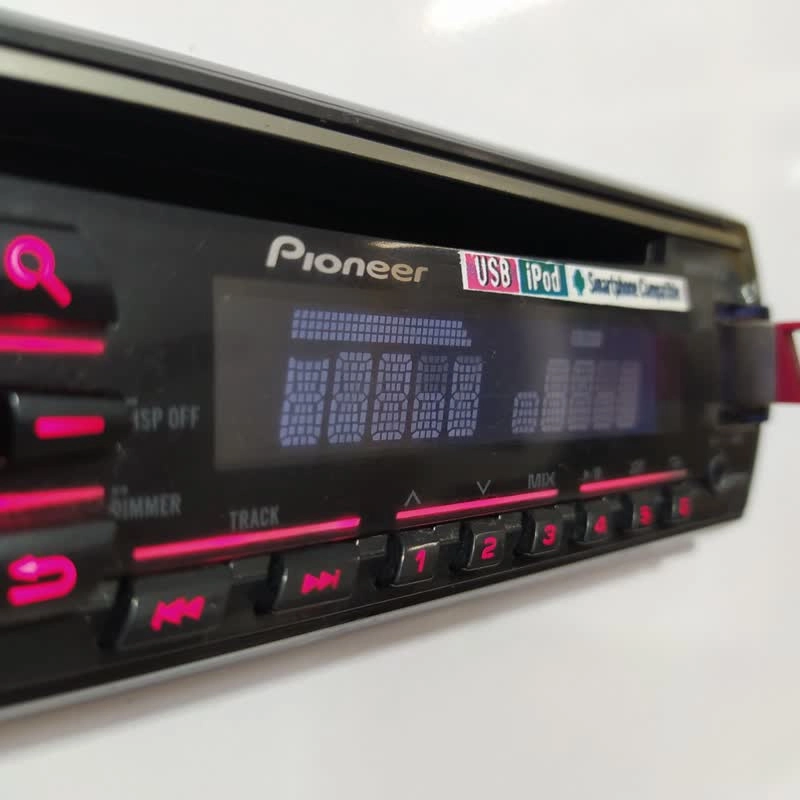 Pioneer
USB iPod Smartphone Compatible
DISP OFF
DIMMER
TRACK
MIX
1 2 3 4 5 6